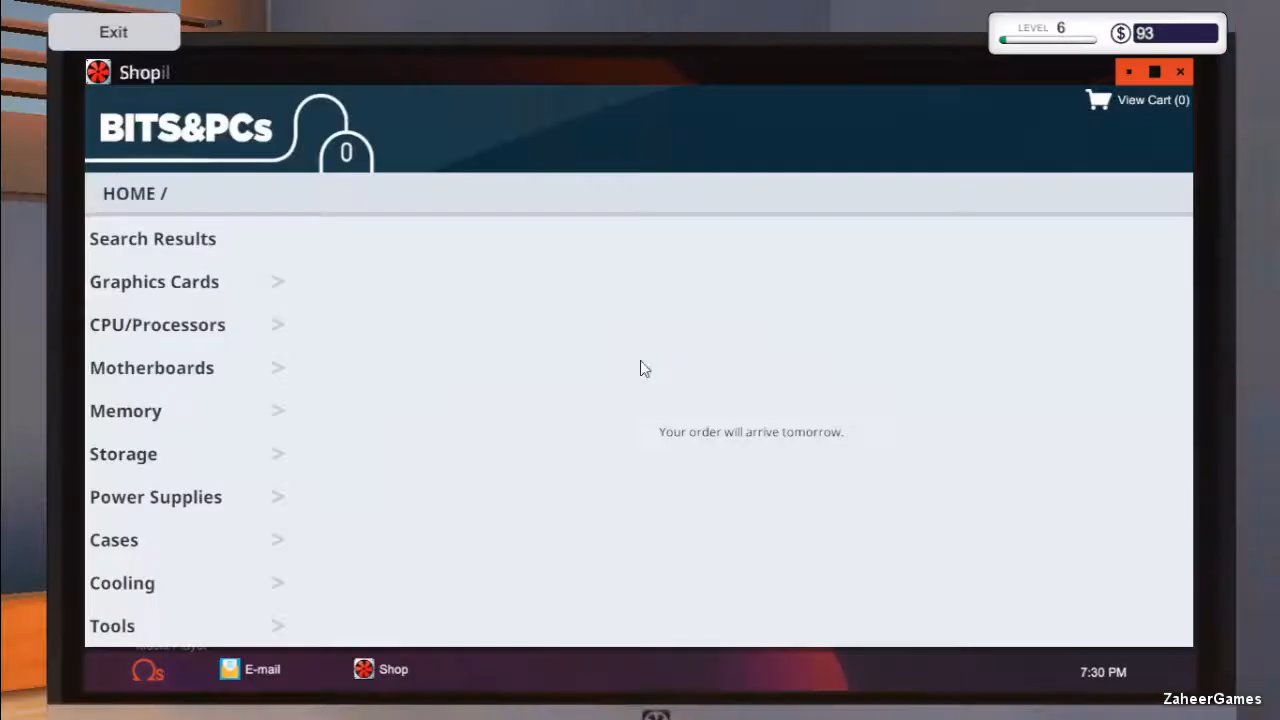 Exit
LEVEL 6
$ 93
Shop
View Cart (0)
BITS&PCs
HOME /
Search Results
Graphics Cards >
CPU/Processors >
Motherboards >
Memory >
Storage >
Power Supplies >
Cases >
Cooling >
Tools >
Your order will arrive tomorrow.
E-mail
Shop
7:30 PM
ZaheerGames